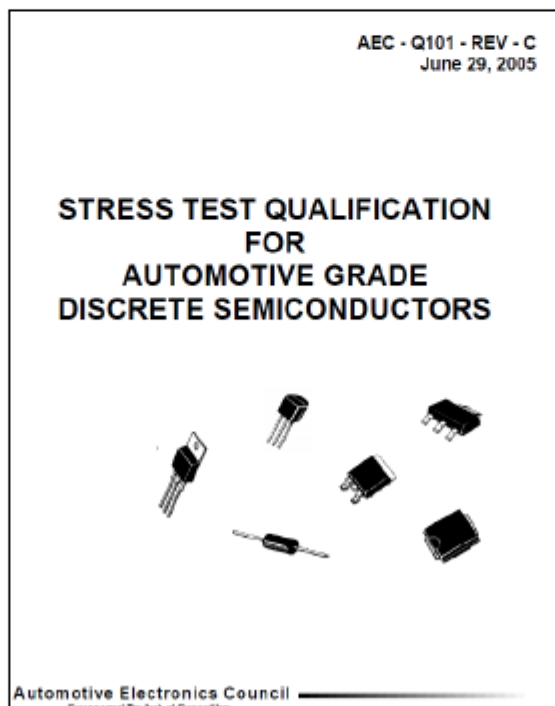 AEC - Q101 - REV - C
June 29, 2005
STRESS TEST QUALIFICATION
FOR
AUTOMOTIVE GRADE
DISCRETE SEMICONDUCTORS
Automotive Electronics Council